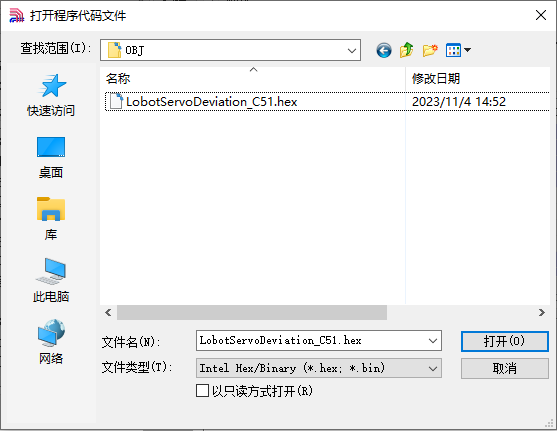 打开程序代码文件
查找范围(I): OBJ
名称 修改日期
LobotServoDeviation_C51.hex 2023/11/4 14:52
快速访问
桌面
库
此电脑
网络
文件名(N): LobotServoDeviation_C51.hex 打开(O)
文件类型(T): Intel Hex/Binary (*.hex; *.bin) 取消
以只读方式打开(R)